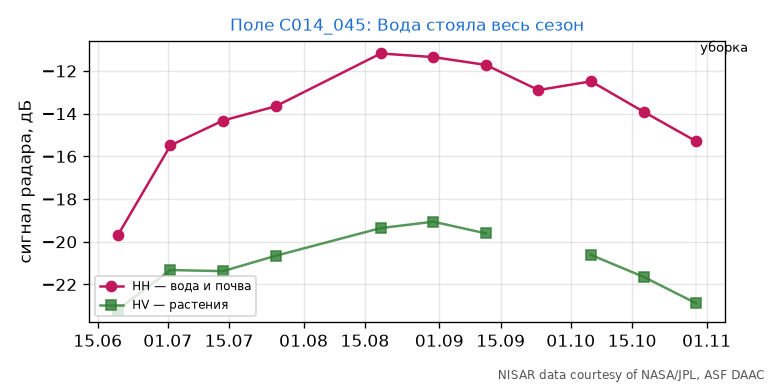 Поле C014_045: Вода стояла весь сезон
уборка
сигнал радара, дБ
−12
−14
−16
−18
−20
−22
HH — вода и почва
HV — растения
15.06 01.07 15.07 01.08 15.08 01.09 15.09 01.10 15.10 01.11
NISAR data courtesy of NASA/JPL, ASF DAAC